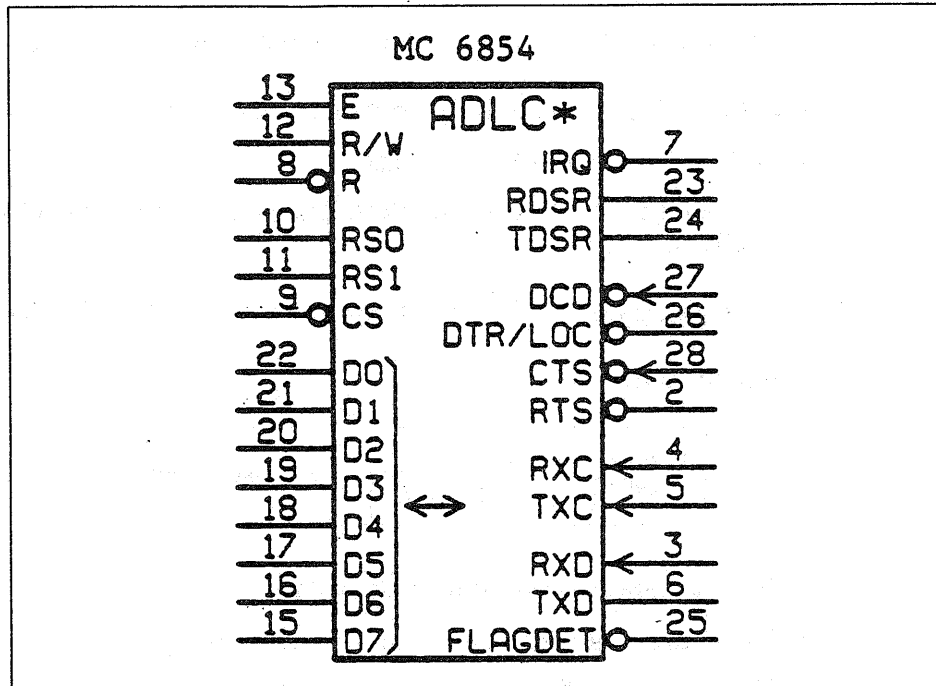 MC 6854
ADLC*
13 E
12 R/W
8 R
10 RS0
11 RS1
9 CS
22 D0
21 D1
20 D2
19 D3
18 D4
17 D5
16 D6
15 D7
IRQ 7
RDSR 23
TDSR 24
DCD 27
DTR/LOC 26
CTS 28
RTS 2
RXC 4
TXC 5
RXD 3
TXD 6
FLAGDET 25